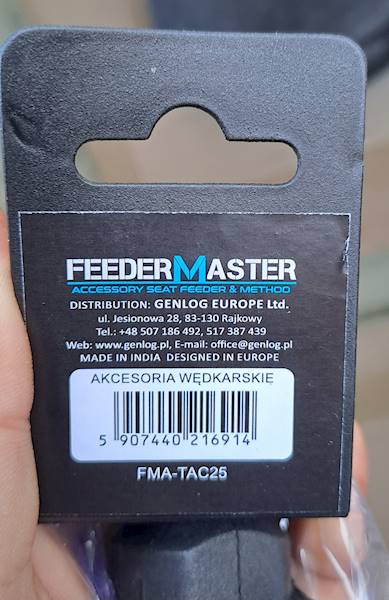 FEEDERMASTER
ACCESSORY SEAT FEEDER & METHOD
DISTRIBUTION: GENLOG EUROPE Ltd.
ul. Jesionowa 28, 83-130 Rajkowy
Tel.: +48 507 186 492, 517 387 439
Web: www.genlog.pl, E-mail: office@genlog.pl
MADE IN INDIA DESIGNED IN EUROPE
AKCESORIA WĘDKARSKIE
5 907440 216914
FMA-TAC25